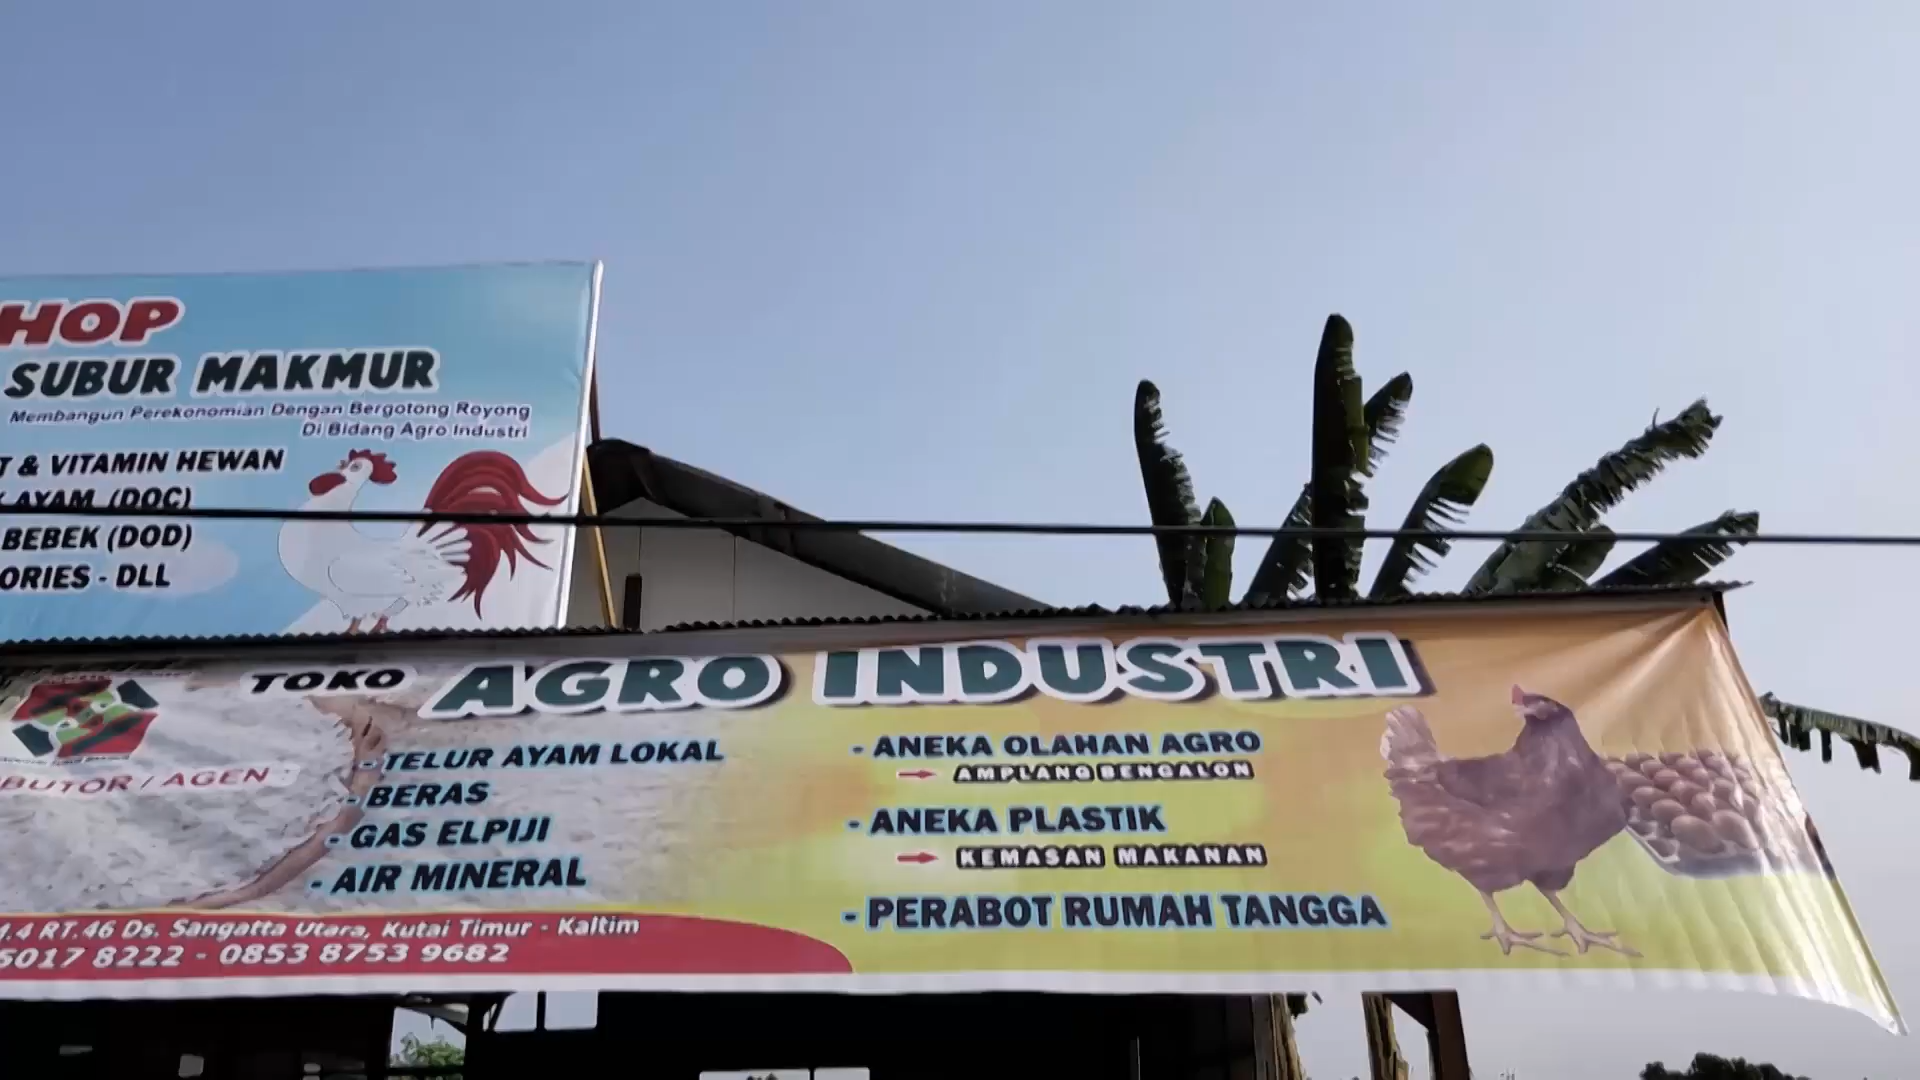 HOP
SUBUR MAKMUR
Membangun Perekonomian Dengan Bergotong Royong
Di Bidang Agro Industri
T & VITAMIN HEWAN
AYAM (DOC)
BEBEK (DOD)
ORIES - DLL
TOKO AGRO INDUSTRI
BUTOR / AGEN :
- TELUR AYAM LOKAL
- BERAS
- GAS ELPIJI
- AIR MINERAL
- ANEKA OLAHAN AGRO
AMPLANG BENGALON
- ANEKA PLASTIK
KEMASAN MAKANAN
- PERABOT RUMAH TANGGA
.4 RT.46 Ds. Sangatta Utara, Kutai Timur - Kaltim
5017 8222 - 0853 8753 9682